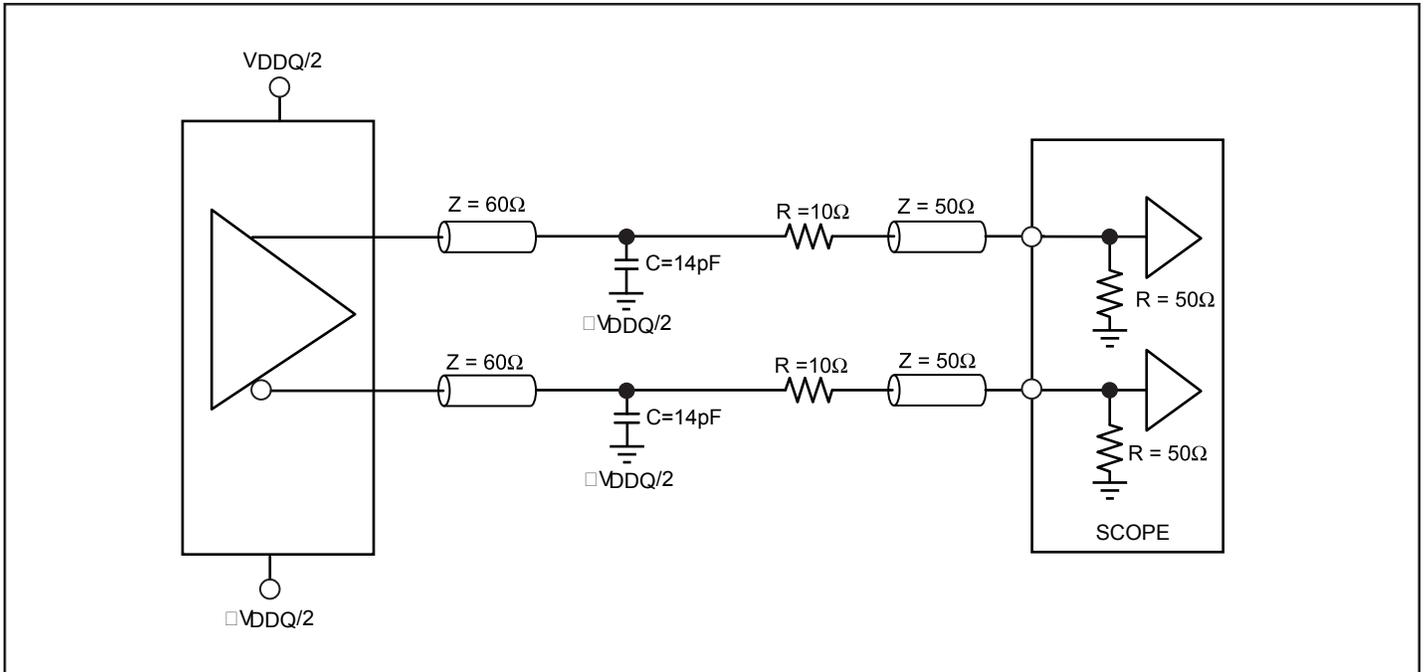 VDDQ/2
Z = 60Ω
R =10Ω
Z = 50Ω
C=14pF
R = 50Ω
□VDDQ/2
Z = 60Ω
R =10Ω
Z = 50Ω
C=14pF
R = 50Ω
□VDDQ/2
SCOPE
□VDDQ/2